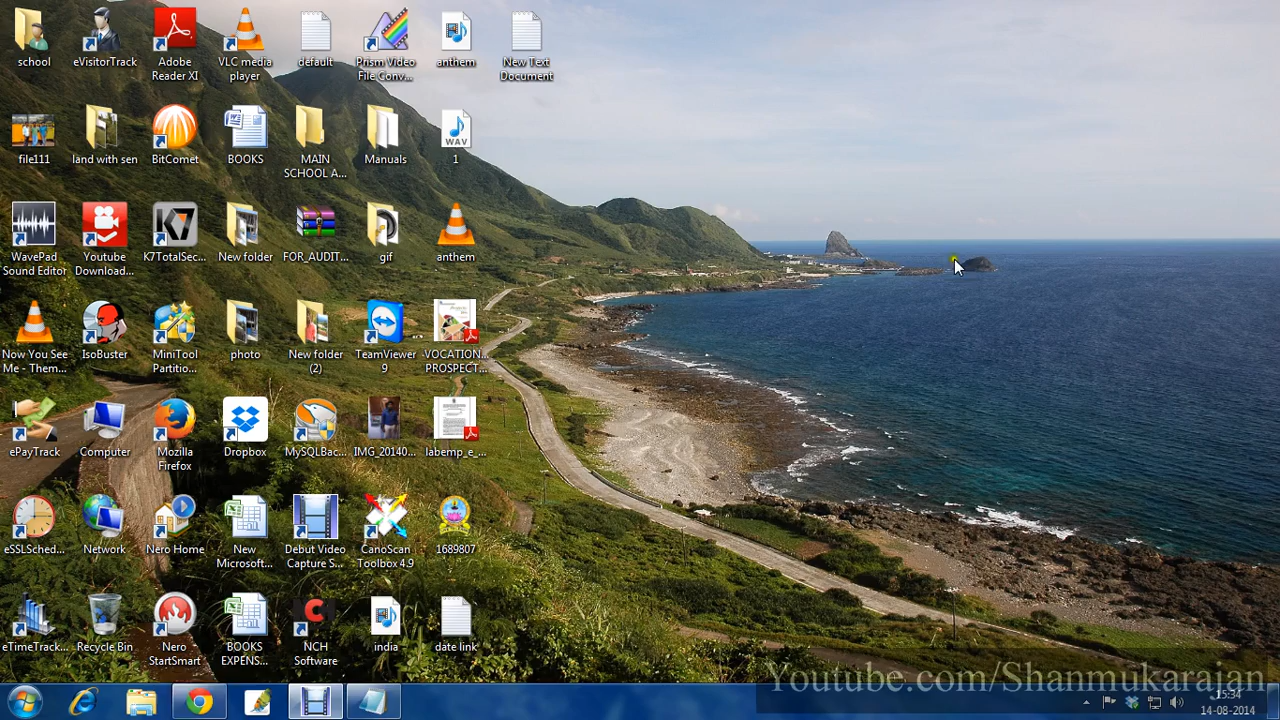 school
eVisitorTrack
Adobe
Reader XI
VLC media
player
default
Prism Video
File Conv...
anthem
New Text
Document
file111
land with sen
BitComet
BOOKS
MAIN
SCHOOL A...
Manuals
WAV
1
WavePad
Sound Editor
Youtube
Download...
K7TotalSec...
New folder
FOR_AUDIT...
gif
anthem
Now You See
Me - Them...
IsoBuster
MiniTool
Partitio...
photo
New folder
(2)
TeamViewer
9
-VOCATION...
PROSPECT...
ePayTrack
Computer
Mozilla
Firefox
Dropbox
MySQLBac...
IMG_20140...
labemp_e_...
eSSLSched...
Network
Nero Home
New
Microsoft...
Debut Video
Capture S...
CanoScan
Toolbox 4.9
1689807
eTimeTrack...
Recycle Bin
Nero
StartSmart
BOOKS
EXPENS...
NCH
Software
india
date link
Youtube.com/Shanmukarajan
15:34
14-08-2014